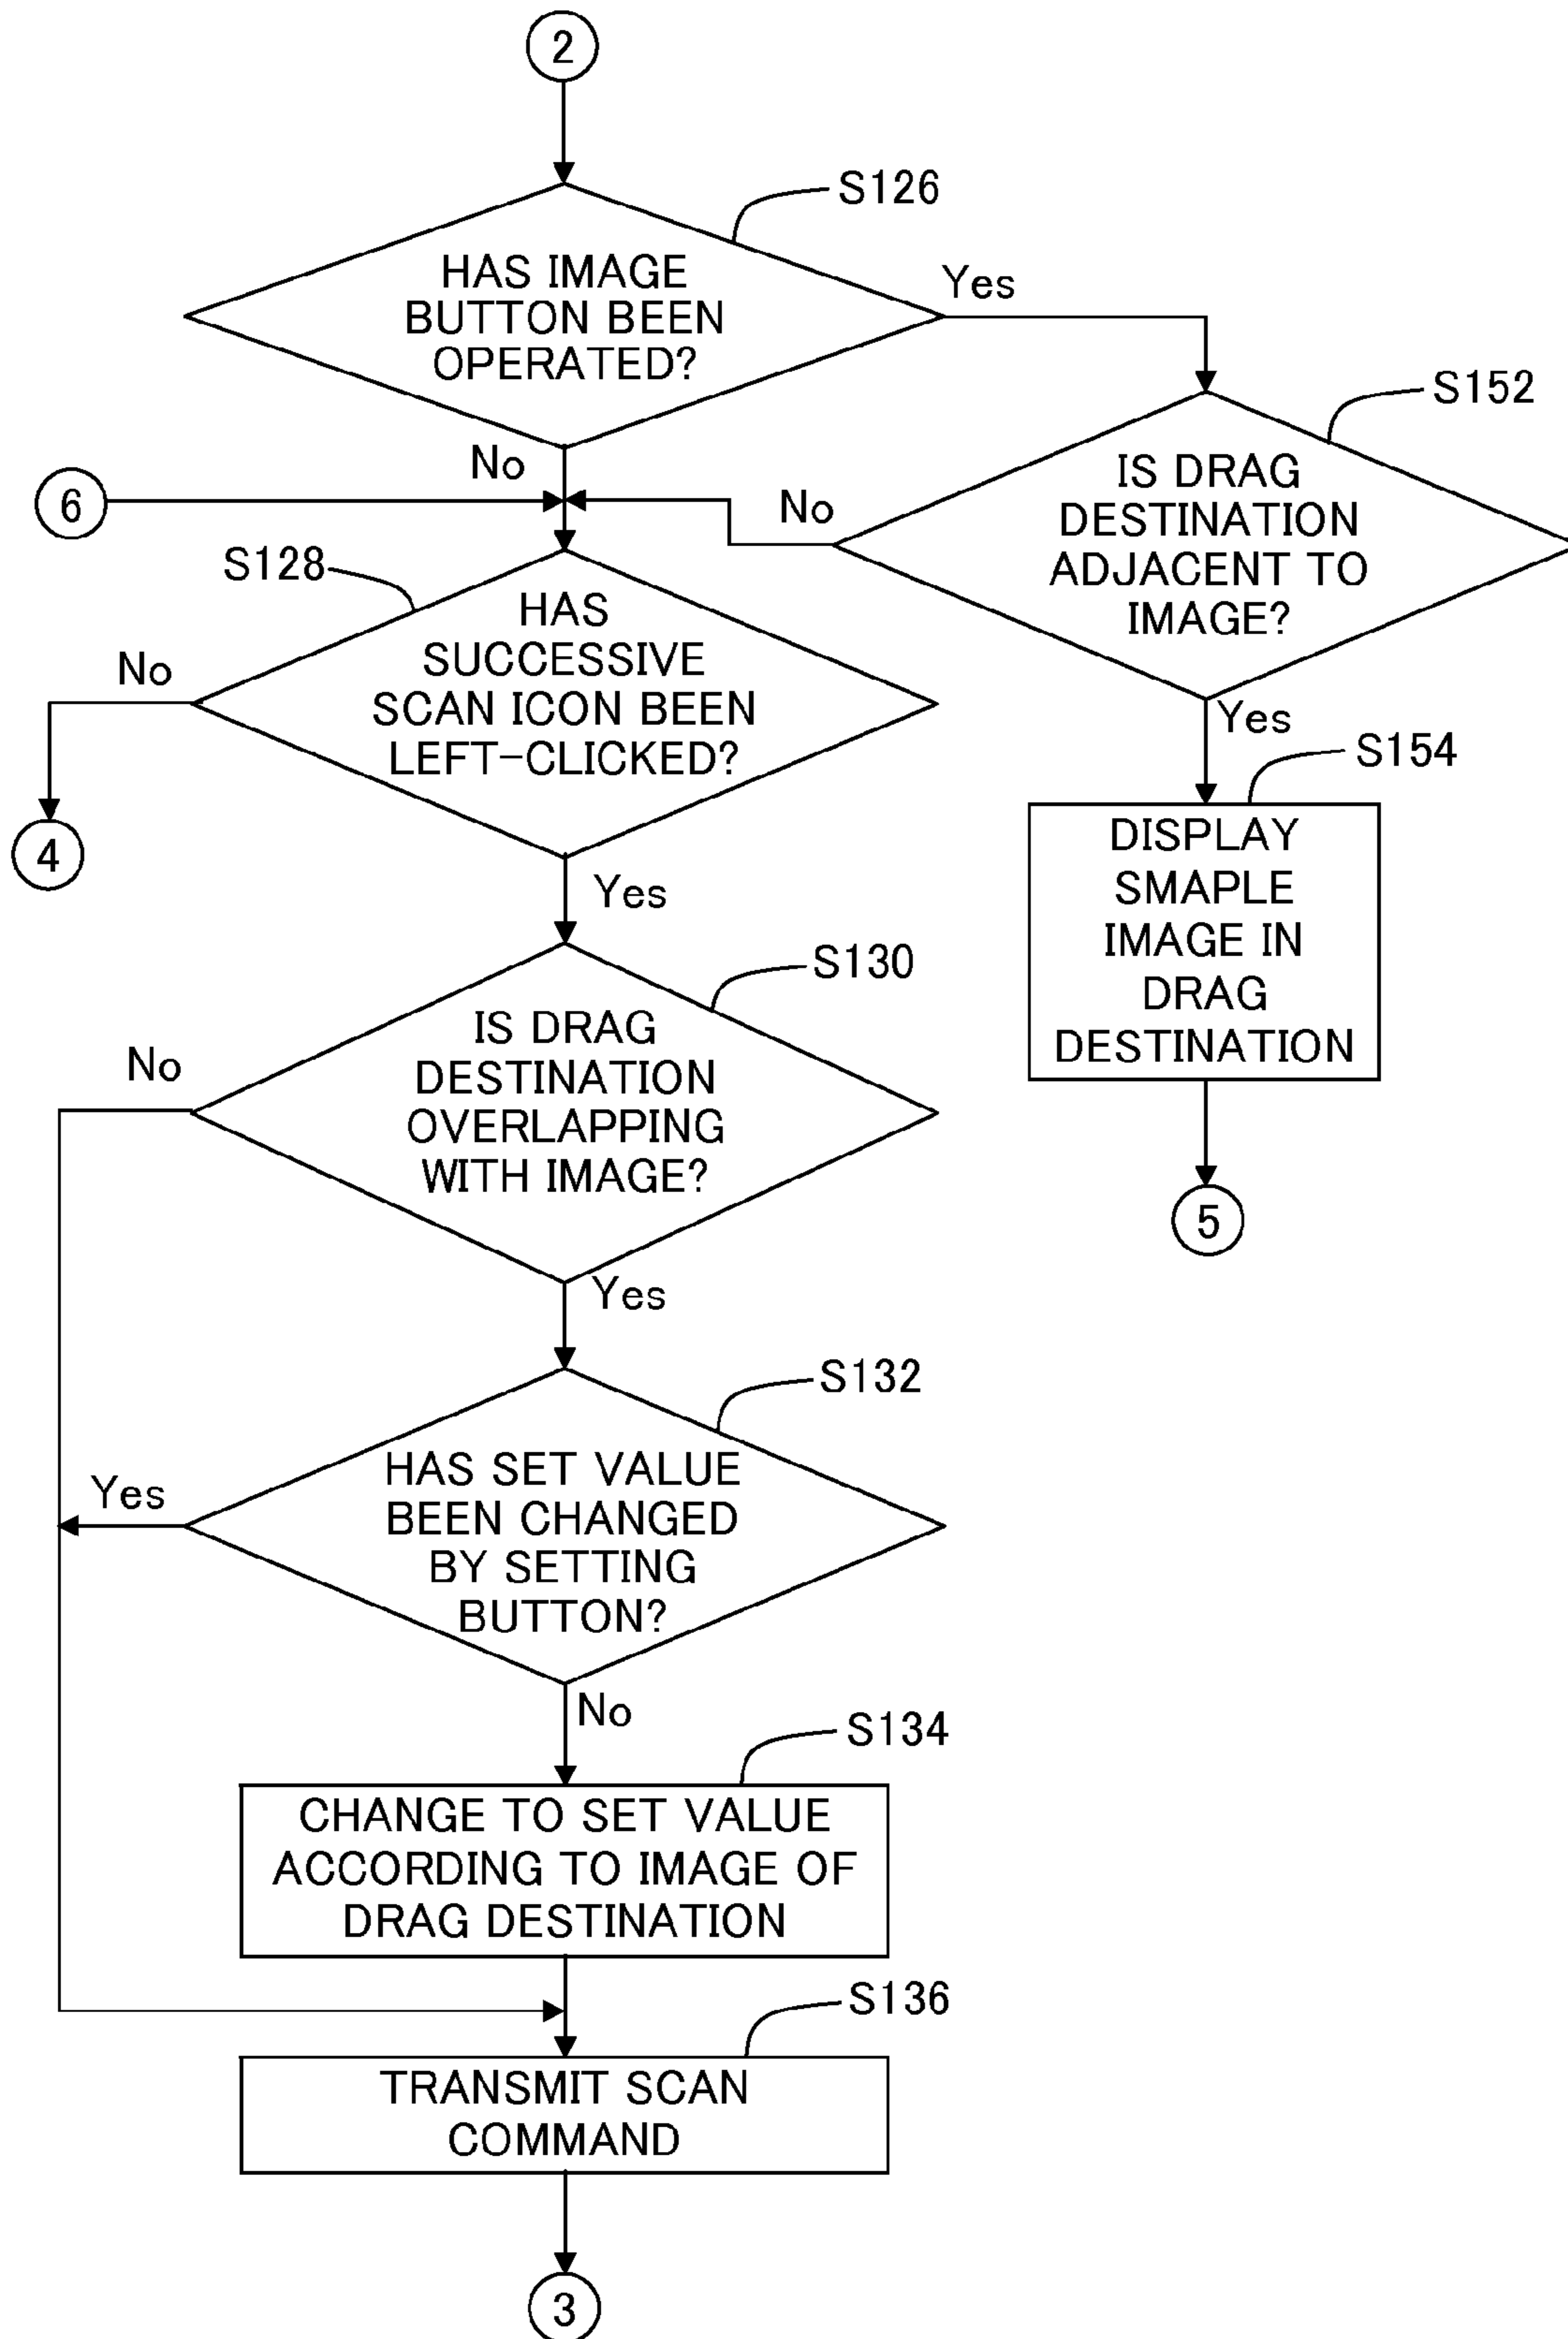 2
S126
HAS IMAGE
BUTTON BEEN
OPERATED?
Yes
No
S152
IS DRAG
DESTINATION
ADJACENT TO
IMAGE?
No
Yes
6
S128
HAS
SUCCESSIVE
SCAN ICON BEEN
LEFT-CLICKED?
No
4
Yes
S154
DISPLAY
SMAPLE
IMAGE IN
DRAG
DESTINATION
5
S130
IS DRAG
DESTINATION
OVERLAPPING
WITH IMAGE?
No
Yes
S132
HAS SET VALUE
BEEN CHANGED
BY SETTING
BUTTON?
Yes
No
S134
CHANGE TO SET VALUE
ACCORDING TO IMAGE OF
DRAG DESTINATION
S136
TRANSMIT SCAN
COMMAND
3